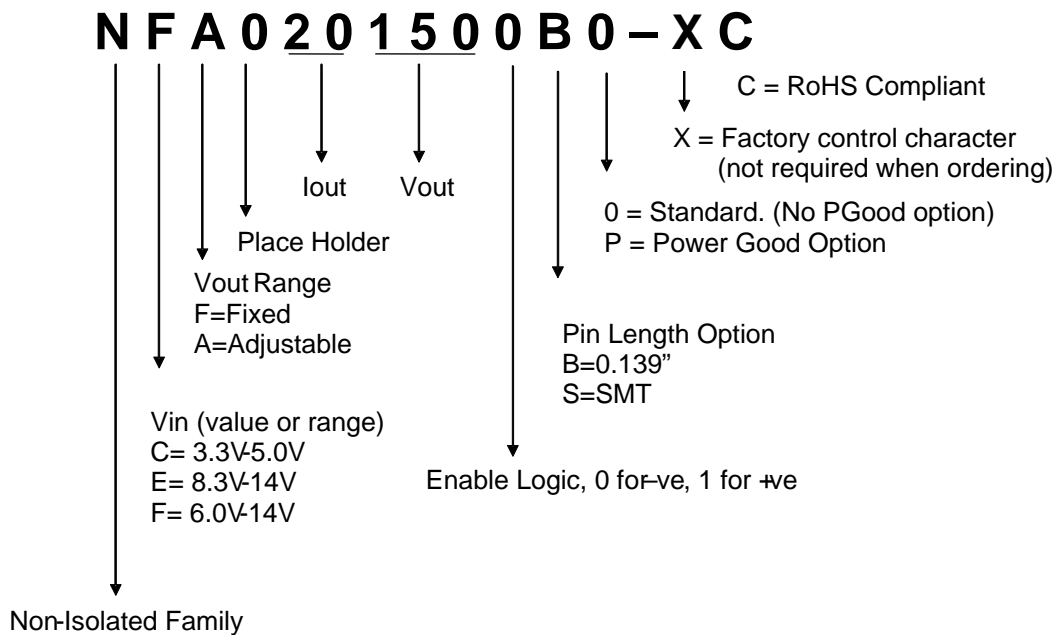 N F A 0 2 0 1 5 0 0 B 0 – X C
C = RoHS Compliant
X = Factory control character
(not required when ordering)
Iout
Vout
0 = Standard. (No PGood option)
P = Power Good Option
Place Holder
Vout Range
F=Fixed
A=Adjustable
Pin Length Option
B=0.139”
S=SMT
Vin (value or range)
C= 3.3V-5.0V
E= 8.3V-14V
F= 6.0V-14V
Enable Logic, 0 for–ve, 1 for +ve
Non-Isolated Family